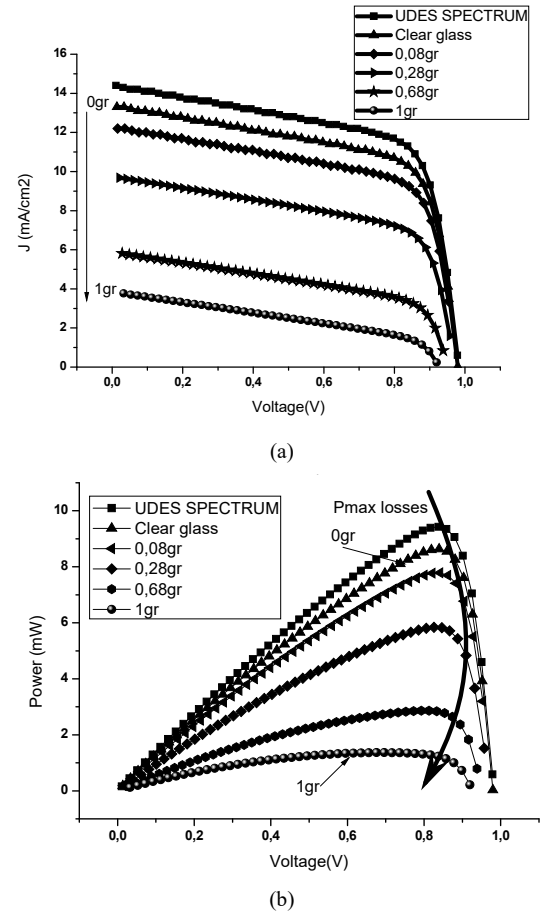 UDES SPECTRUM
Clear glass
0,08gr
0,28gr
0,68gr
1gr
16
14
12
10
8
6
4
2
0
0gr
1gr
J (mA/cm2)
0,0 0,2 0,4 0,6 0,8 1,0
Voltage(V)
(a)
10
8
6
4
2
0
UDES SPECTRUM
Clear glass
0,08gr
0,28gr
0,68gr
1gr
Pmax losses
0gr
1gr
Power (mW)
0,0 0,2 0,4 0,6 0,8 1,0
Voltage(V)
(b)